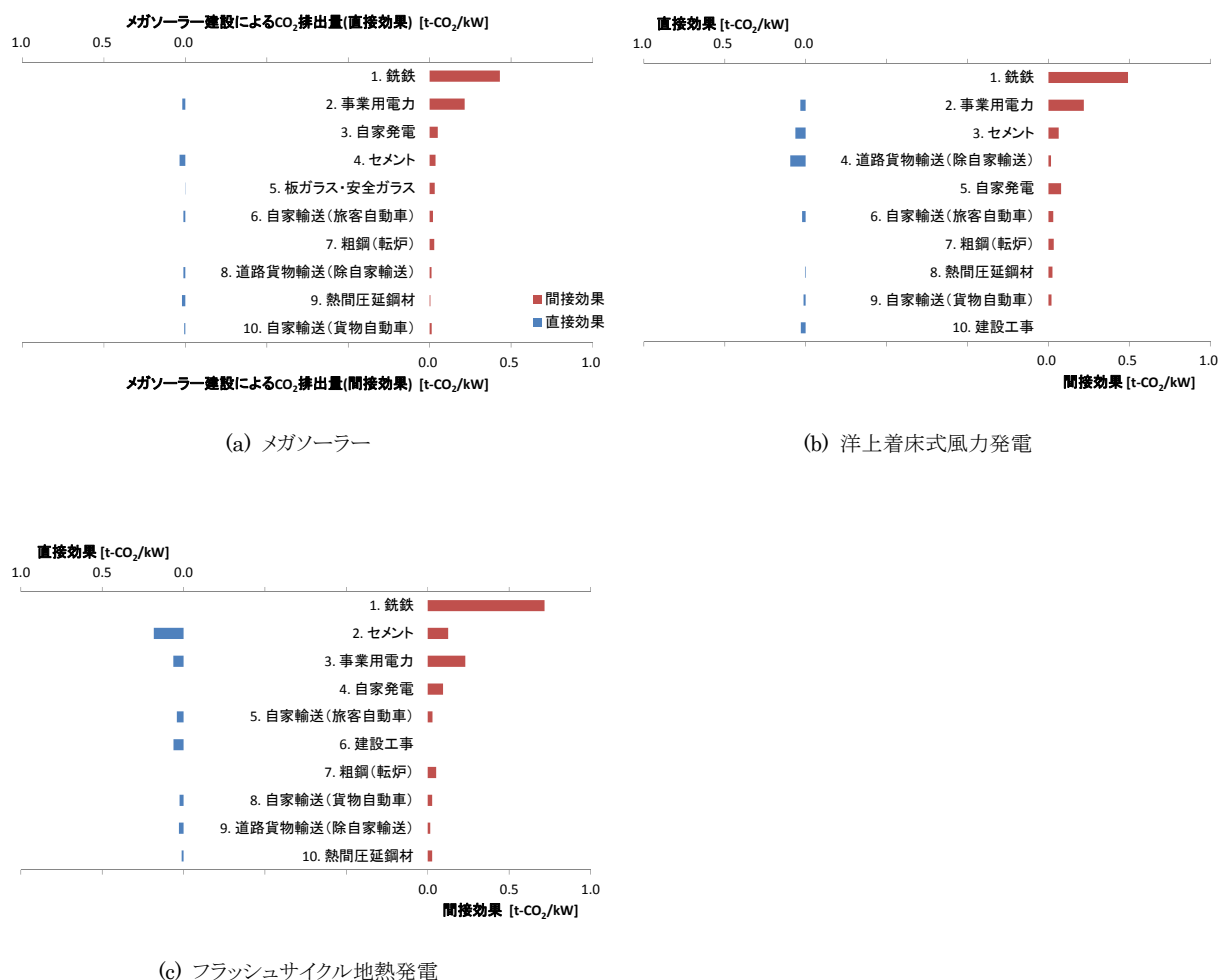 メガソーラー建設によるCO₂排出量(直接効果) [t-CO₂/kW]
1.0 0.5 0.0
1. 銑鉄
2. 事業用電力
3. 自家発電
4. セメント
5. 板ガラス・安全ガラス
6. 自家輸送(旅客自動車)
7. 粗鋼(転炉)
8. 道路貨物輸送(除自家輸送)
9. 熱間圧延鋼材
10. 自家輸送(貨物自動車)
間接効果
直接効果
0.0 0.5 1.0
メガソーラー建設によるCO₂排出量(間接効果) [t-CO₂/kW]
(a) メガソーラー
直接効果 [t-CO₂/kW]
1.0 0.5 0.0
1. 銑鉄
2. 事業用電力
3. セメント
4. 道路貨物輸送(除自家輸送)
5. 自家発電
6. 自家輸送(旅客自動車)
7. 粗鋼(転炉)
8. 熱間圧延鋼材
9. 自家輸送(貨物自動車)
10. 建設工事
0.0 0.5 1.0
間接効果 [t-CO₂/kW]
(b) 洋上着床式風力発電
直接効果 [t-CO₂/kW]
1.0 0.5 0.0
1. 銑鉄
2. セメント
3. 事業用電力
4. 自家発電
5. 自家輸送(旅客自動車)
6. 建設工事
7. 粗鋼(転炉)
8. 自家輸送(貨物自動車)
9. 道路貨物輸送(除自家輸送)
10. 熱間圧延鋼材
0.0 0.5 1.0
間接効果 [t-CO₂/kW]
(c) フラッシュサイクル地熱発電